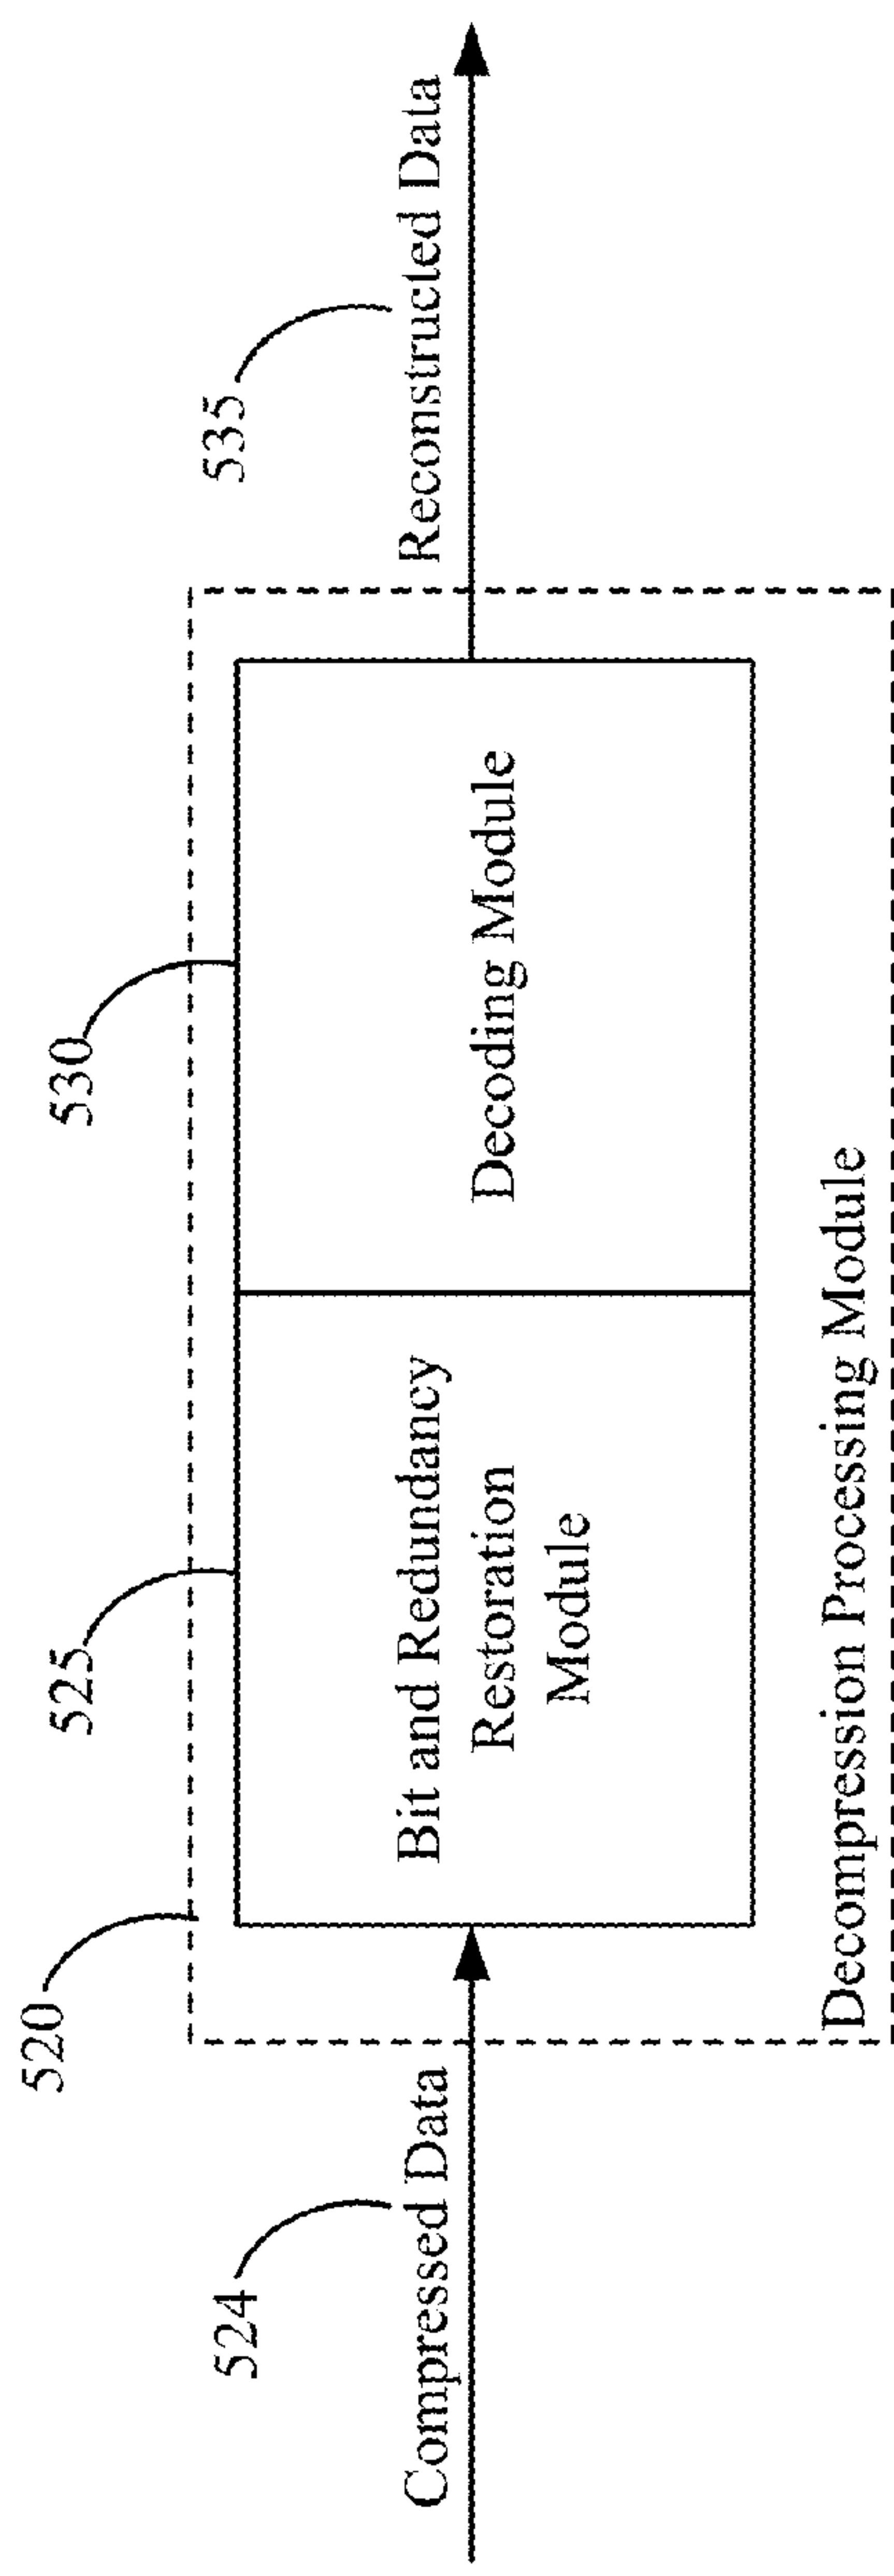 520
525
530
524
535
Compressed Data
Bit and Redundancy
Restoration
Module
Decoding Module
Reconstructed Data
Decompression Processing Module